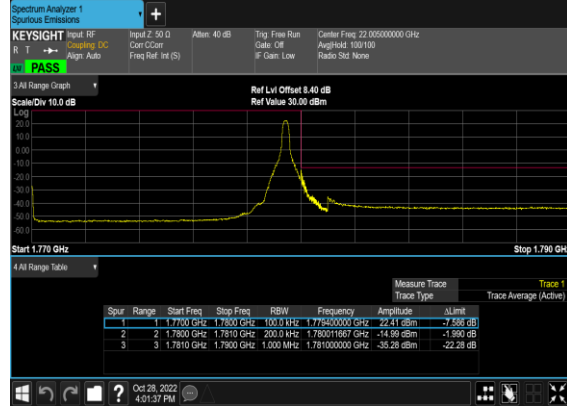 Spectrum Analyzer 1
Spurious Emissions
KEYSIGHT Input: RF Input Z: 50 Ω Atten: 40 dB Trig: Free Run Center Freq: 22.005000000 GHz
R T Coupling: DC Corr CCorr Gate: Off Avg|Hold: 100/100
Align: Auto Freq Ref: Int (S) IF Gain: Low Radio Std: None
LW PASS
3 All Range Graph
Ref Lvl Offset 8.40 dB
Scale/Div 10.0 dB Ref Value 30.00 dBm
Log
20.0
10.0
0.00
-10.0
-20.0
-30.0
-40.0
-50.0
-60.0
Start 1.770 GHz Stop 1.790 GHz
4 All Range Table
Measure Trace Trace 1
Trace Type Trace Average (Active)
Spur Range Start Freq Stop Freq RBW Frequency Amplitude ΔLimit
1 1 1.7700 GHz 1.7800 GHz 100.0 kHz 1.779400000 GHz 22.41 dBm -7.586 dB
2 2 1.7800 GHz 1.7810 GHz 200.0 kHz 1.780011667 GHz -14.99 dBm -1.990 dB
3 3 1.7810 GHz 1.7900 GHz 1.000 MHz 1.781000000 GHz -35.28 dBm -22.28 dB
? Oct 28, 2022
4:01:37 PM